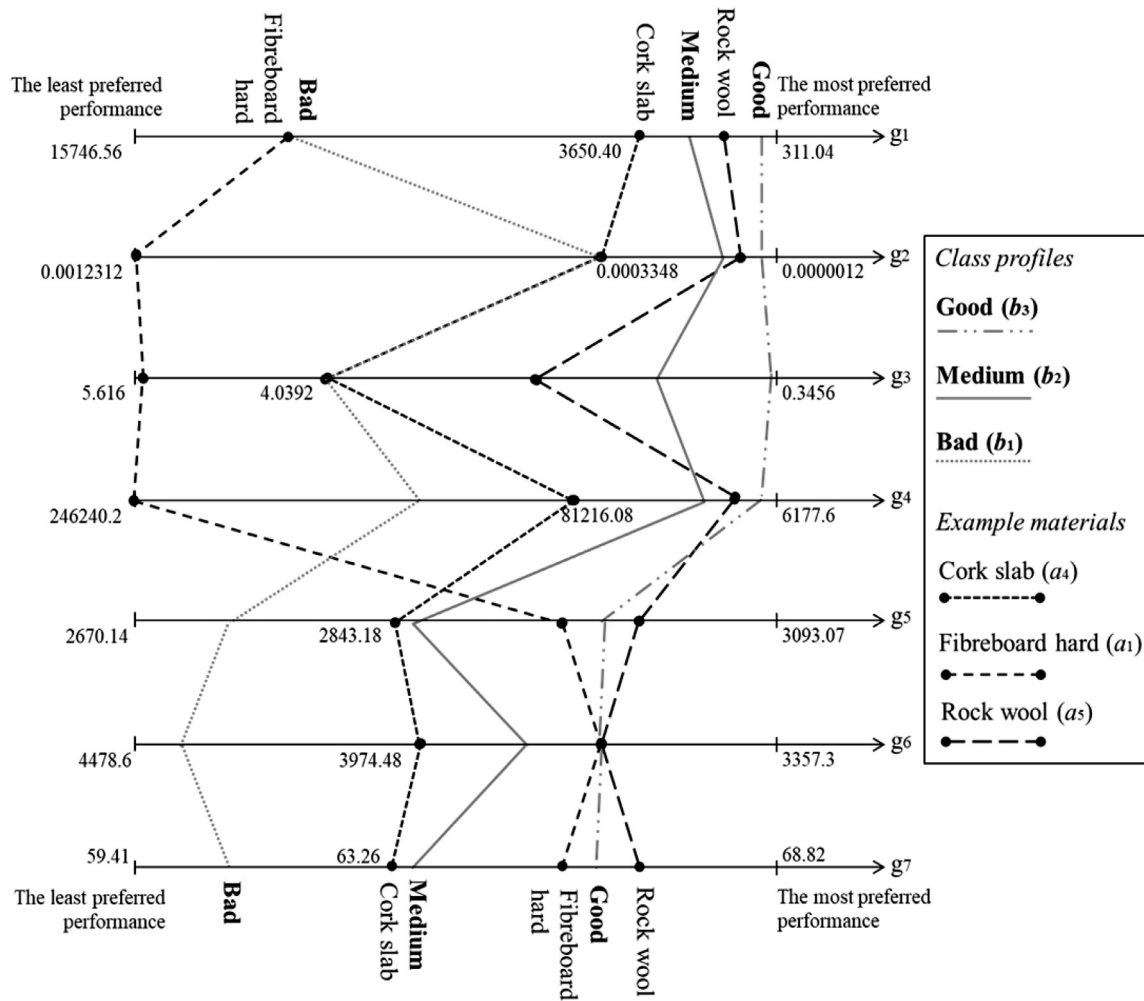 The least preferred
performance
Fibreboard
hard
Bad
Cork slab
Medium
Rock wool
Good
The most preferred
performance
g1
15746.56
3650.40
311.04
g2
0.0012312
0.0003348
0.0000012
g3
5.616
4.0392
0.3456
g4
246240.2
81216.08
6177.6
g5
2670.14
2843.18
3093.07
g6
4478.6
3974.48
3357.3
g7
59.41
63.26
68.82
The least preferred
performance
Bad
Cork slab
Medium
Fibreboard
hard
Good
Rock wool
The most preferred
performance
Class profiles
Good (b3)
Medium (b2)
Bad (b1)
Example materials
Cork slab (a4)
Fibreboard hard (a1)
Rock wool (a5)